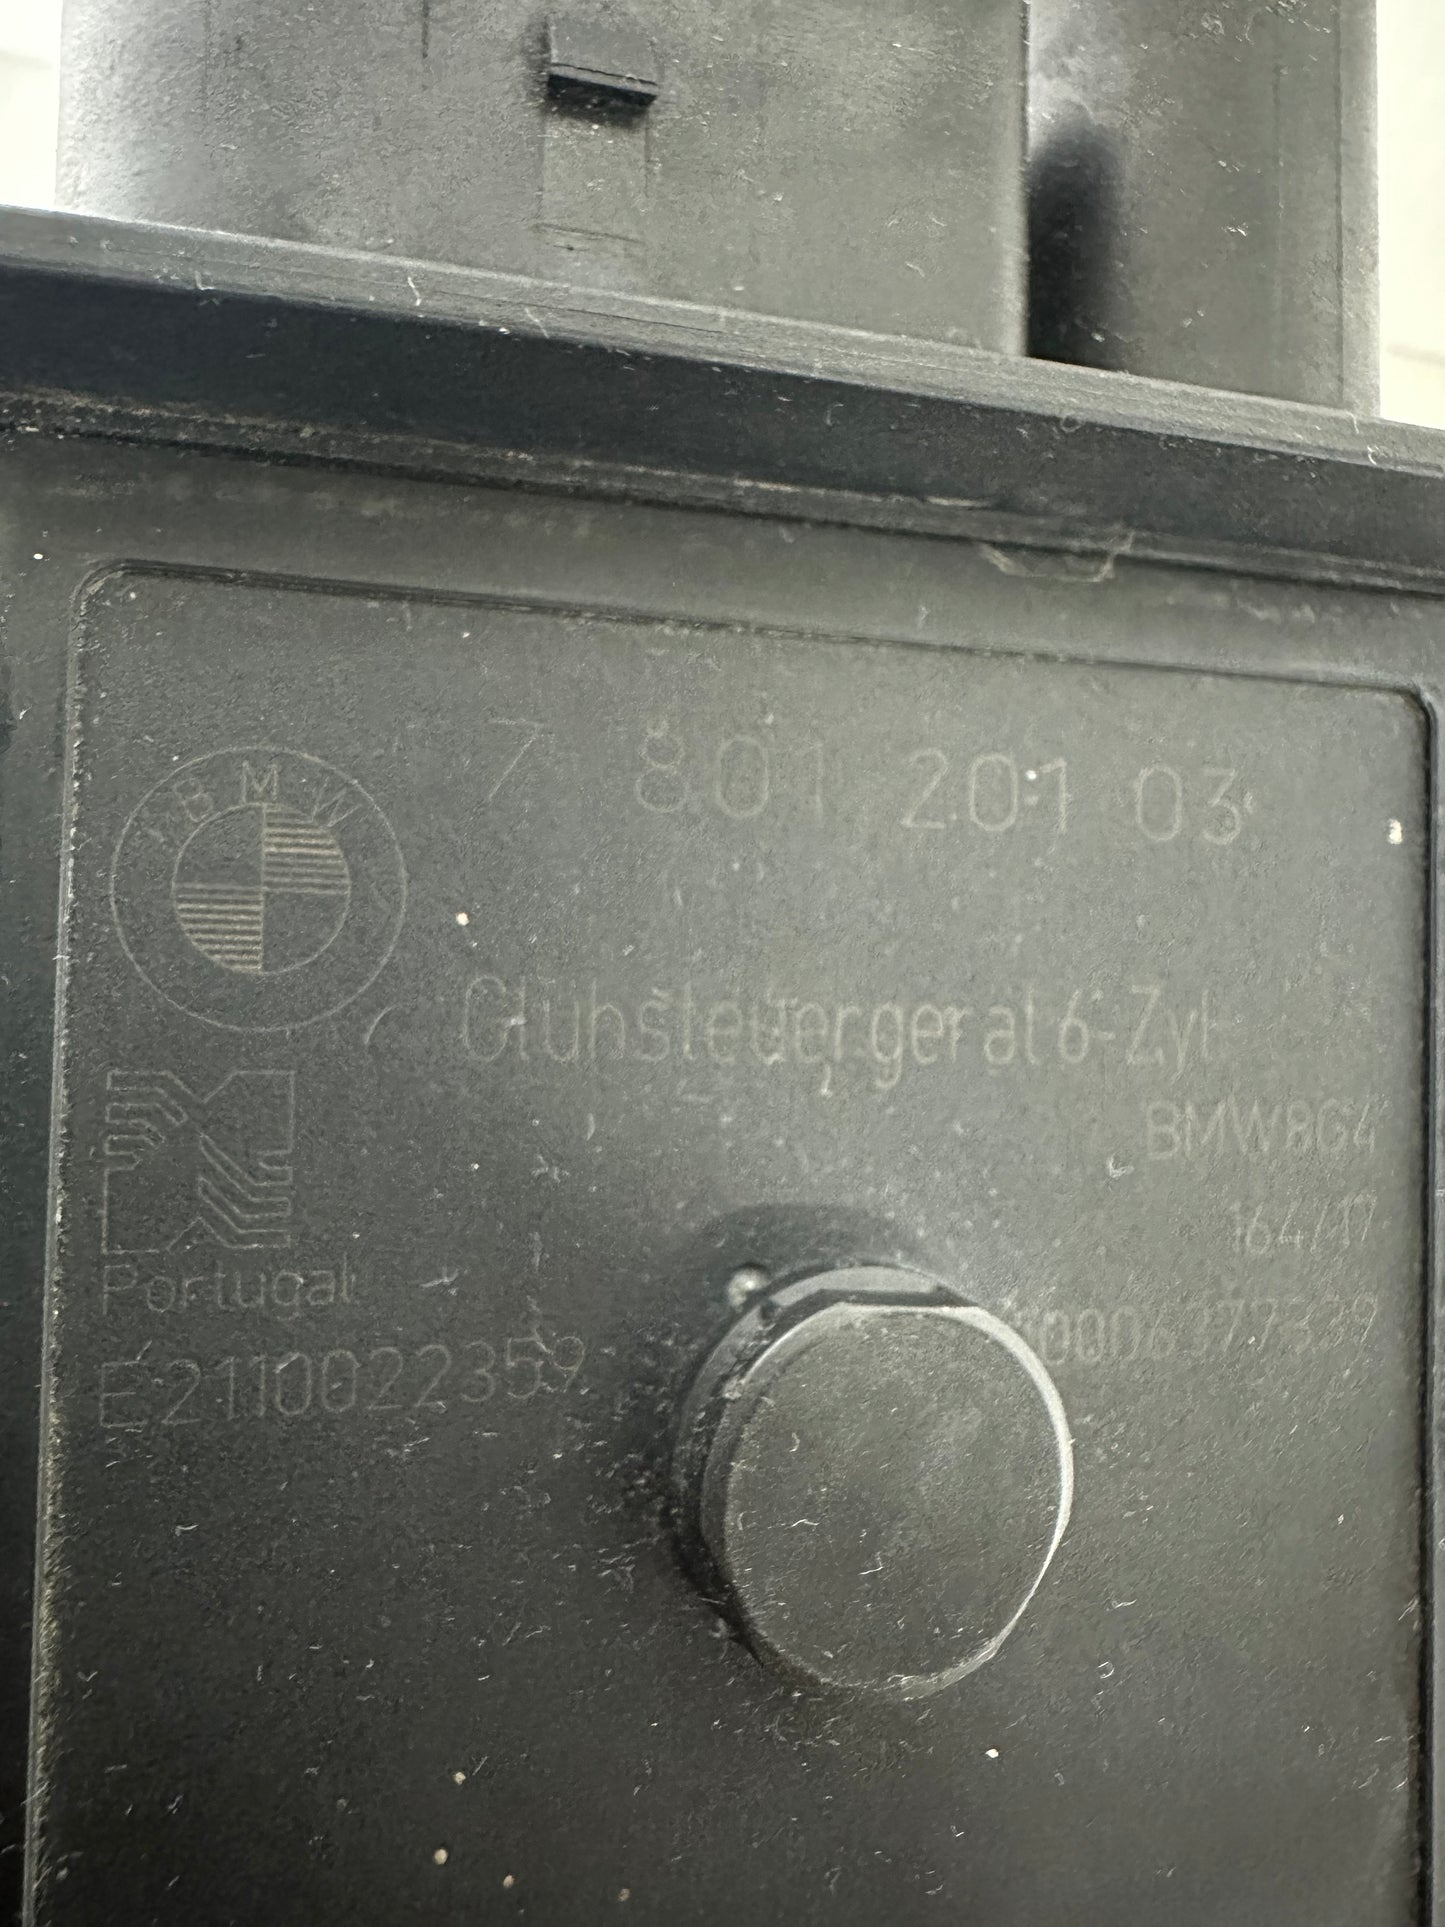 BMW
7 801 201 03
Glühsteuergerät 6-Zyl
BMW8G4
164/17
Portugal
E2110022359